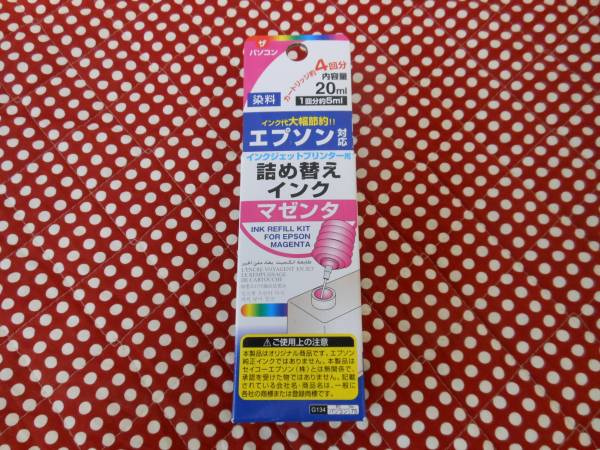 ザ
パソコン
カートリッジ約4回分
内容量
20ml
1回分約5ml
染料
インク代大幅節約!!
エプソン対応
インクジェットプリンター用
詰め替え
インク
マゼンタ
INK REFILL KIT
FOR EPSON
MAGENTA
L'ENCRE VOYAGENT EN JET
LE REMPLISSAGE
DE CARTOUCHE
⚠ご使用上の注意
本製品はオリジナル商品です。エプソン
純正インクではありません。本製品は
セイコーエプソン(株)とは無関係で、
承認を受けた物ではありません。記載
されている会社名・商品名は、一般に
各社の商標または登録商標です。
G134